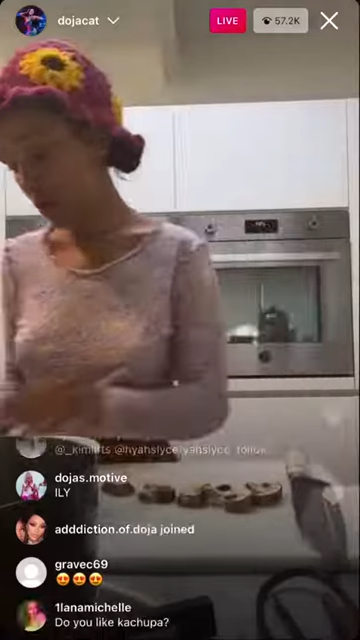 dojacat
LIVE
57.2K
dojas.motive
ILY
adddiction.of.doja joined
gravec69
😍😍😍
1lanamichelle
Do you like kachupa?